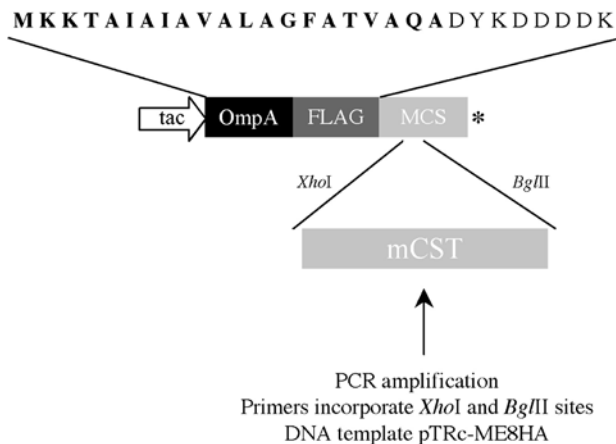 MKKTAIAIAVALAGFATVAQADYKDDDDK
tac OmpA FLAG MCS *
XhoI BglII
mCST
PCR amplification
Primers incorporate XhoI and BglII sites
DNA template pTRc-ME8HA